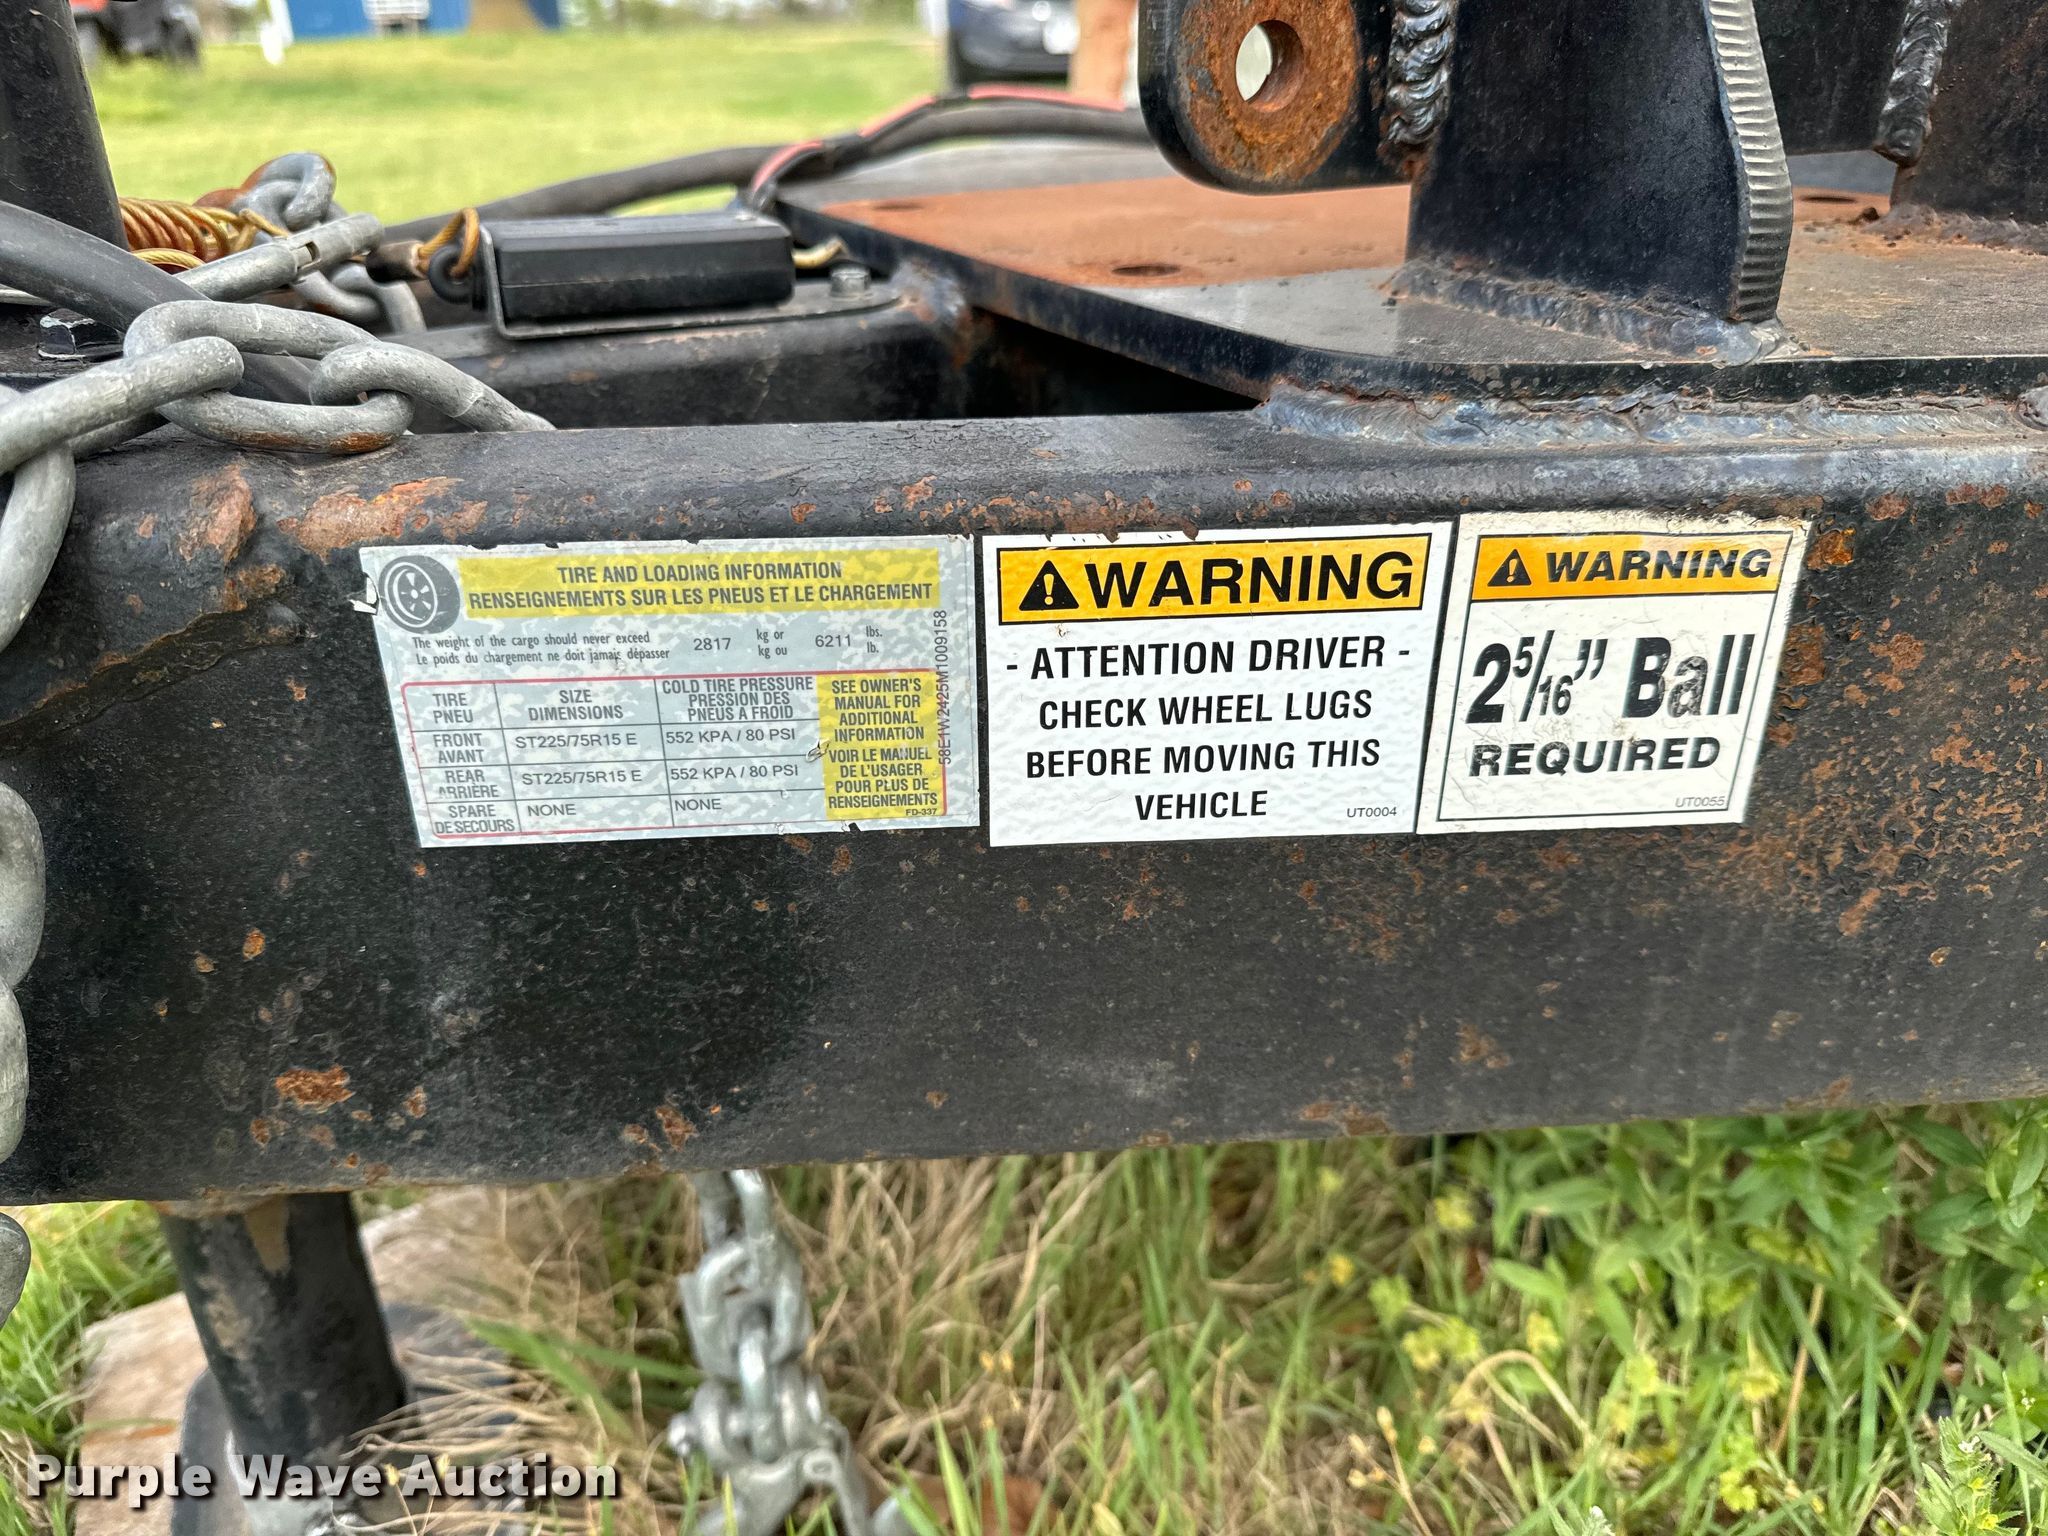 TIRE AND LOADING INFORMATION
RENSEIGNEMENTS SUR LES PNEUS ET LE CHARGEMENT
The weight of the cargo should never exceed 2817 kg or 6211 lbs.
Le poids du chargement ne doit jamais dépasser kg ou lb.
TIRE
PNEU
SIZE
DIMENSIONS
COLD TIRE PRESSURE
PRESSION DES
PNEUS A FROID
FRONT
AVANT
ST225/75R15 E
552 KPA / 80 PSI
REAR
ARRIÈRE
ST225/75R15 E
552 KPA / 80 PSI
SPARE
DE SECOURS
NONE
NONE
SEE OWNER'S
MANUAL FOR
ADDITIONAL
INFORMATION
VOIR LE MANUEL
DE L'USAGER
POUR PLUS DE
RENSEIGNEMENTS
FD-337
58E1W2425M1009158
WARNING
- ATTENTION DRIVER -
CHECK WHEEL LUGS
BEFORE MOVING THIS
VEHICLE
UT0004
WARNING
2 5/16" Ball
REQUIRED
UT0055
Purple Wave Auction